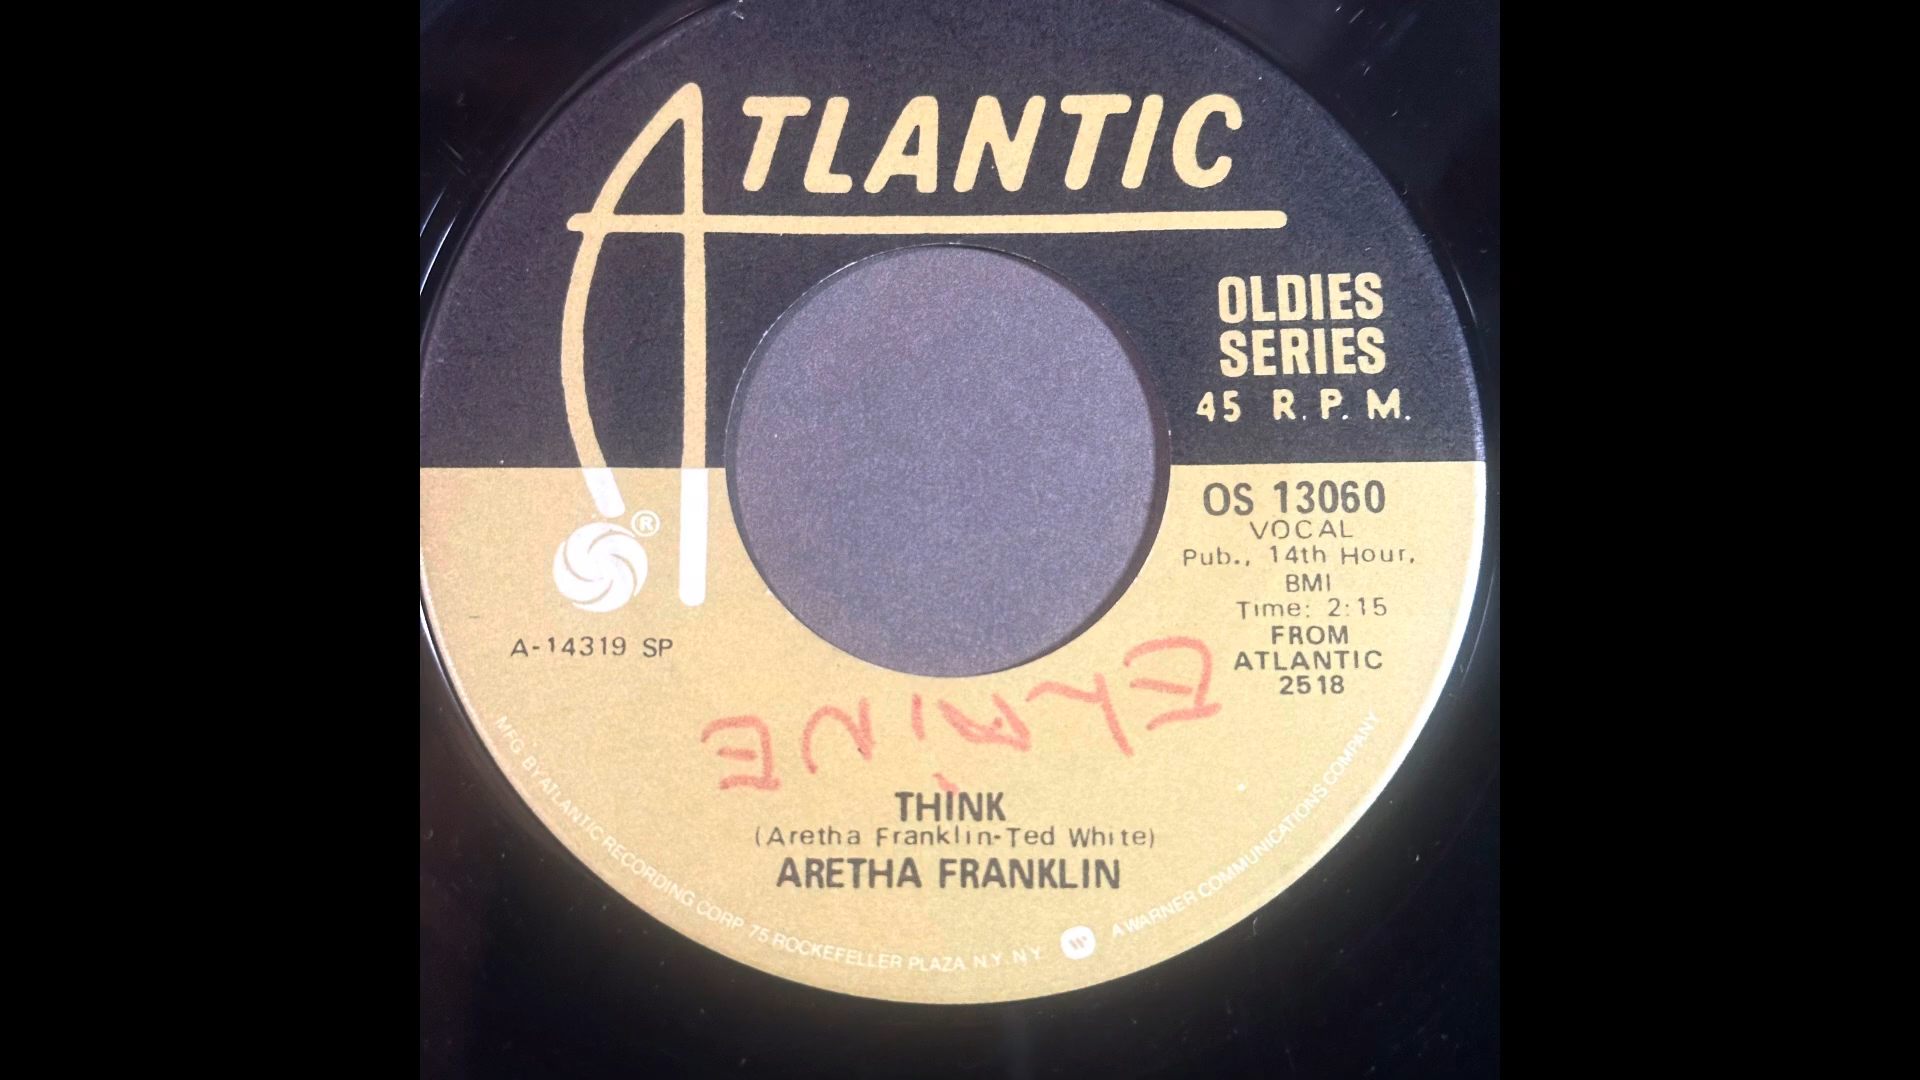 ATLANTIC
OLDIES
SERIES
45 R.P.M.
OS 13060
VOCAL
Pub., 14th Hour,
BMI
Time: 2:15
FROM
ATLANTIC
2518
®
A-14319 SP
ELAINE
THINK
(Aretha Franklin-Ted White)
ARETHA FRANKLIN
MFG BY ATLANTIC RECORDING CORP. 75 ROCKEFELLER PLAZA N.Y. N.Y. W A WARNER COMMUNICATIONS COMPANY